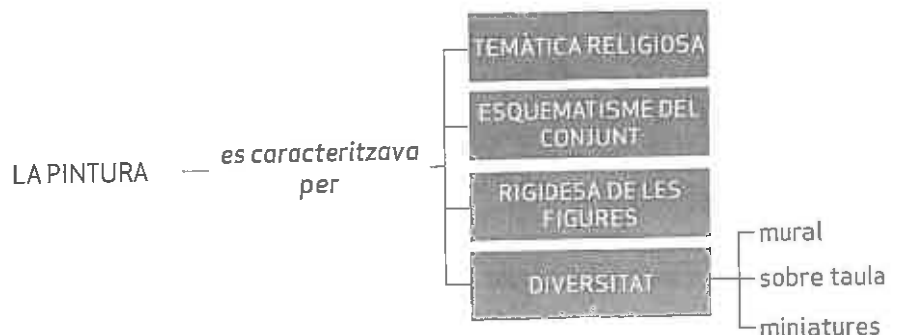 TEMÀTICA RELIGIOSA
ESQUEMATISME DEL
CONJUNT
LA PINTURA
es caracteritzava
per
RIGIDESA DE LES
FIGURES
DIVERSITAT
mural
sobre taula
miniatures